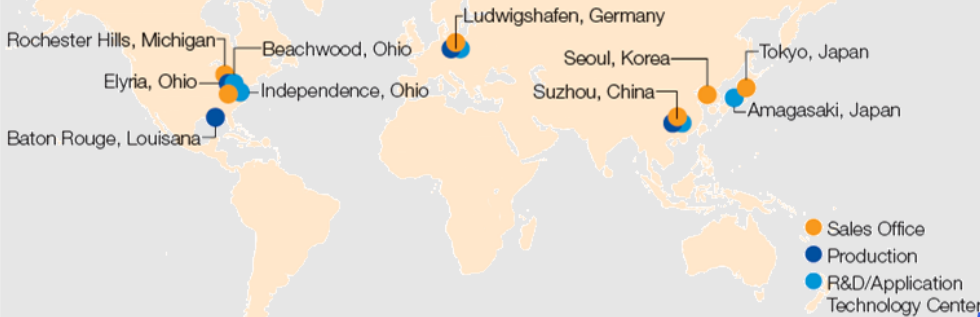 Ludwigshafen, Germany
Rochester Hills, Michigan
Beachwood, Ohio
Tokyo, Japan
Seoul, Korea
Elyria, Ohio
Independence, Ohio
Suzhou, China
Amagasaki, Japan
Baton Rouge, Louisana
Sales Office
Production
R&D/Application
Technology Center